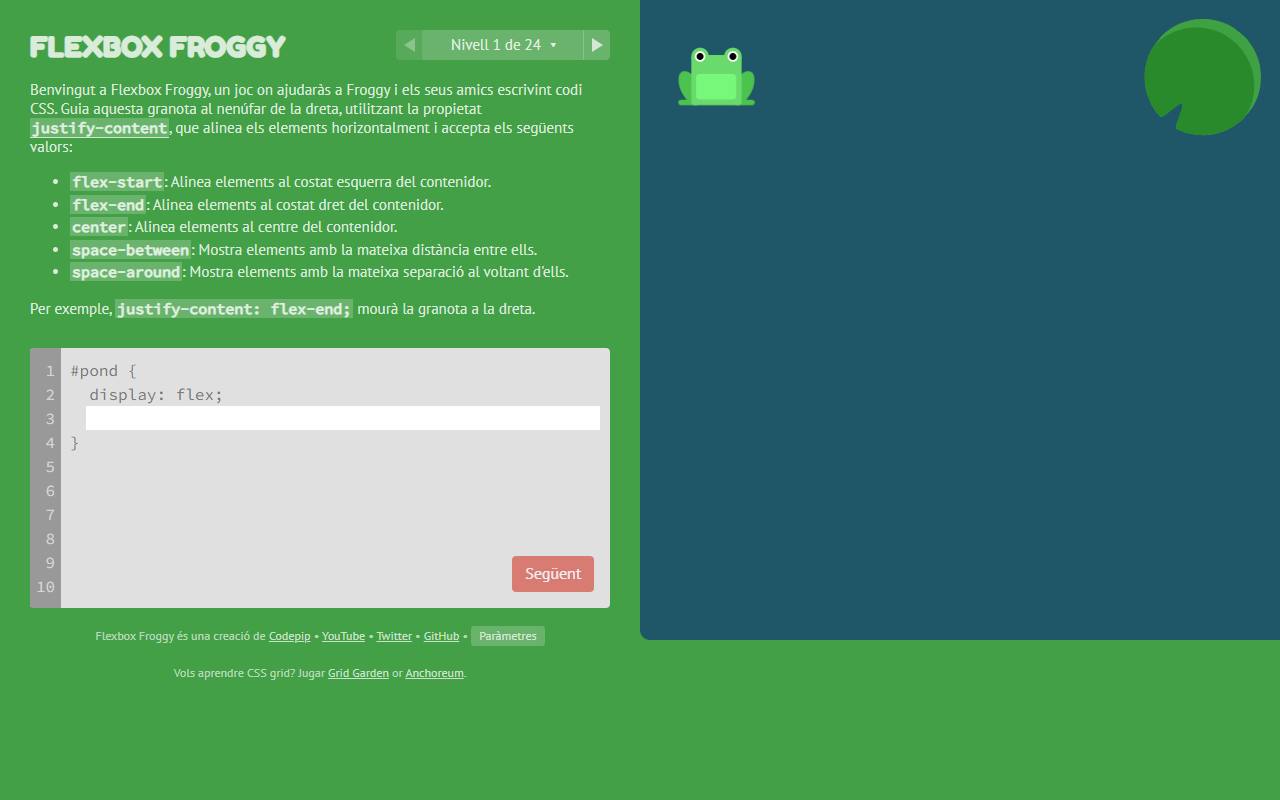 FLEXBOX FROGGY
Nivell 1 de 24 ▼
Benvingut a Flexbox Froggy, un joc on ajudaràs a Froggy i els seus amics escrivint codi
CSS. Guia aquesta granota al nenúfar de la dreta, utilitzant la propietat
justify-content, que alinea els elements horizontalment i accepta els següents
valors:
• flex-start: Alinea elements al costat esquerra del contenidor.
• flex-end: Alinea elements al costat dret del contenidor.
• center: Alinea elements al centre del contenidor.
• space-between: Mostra elements amb la mateixa distància entre ells.
• space-around: Mostra elements amb la mateixa separació al voltant d'ells.
Per exemple, justify-content: flex-end; mourà la granota a la dreta.
1 #pond {
2 display: flex;
3
4 }
5
6
7
8
9
10
Següent
Flexbox Froggy és una creació de Codepip • YouTube • Twitter • GitHub • Paràmetres
Vols aprendre CSS grid? Jugar Grid Garden or Anchoreum.